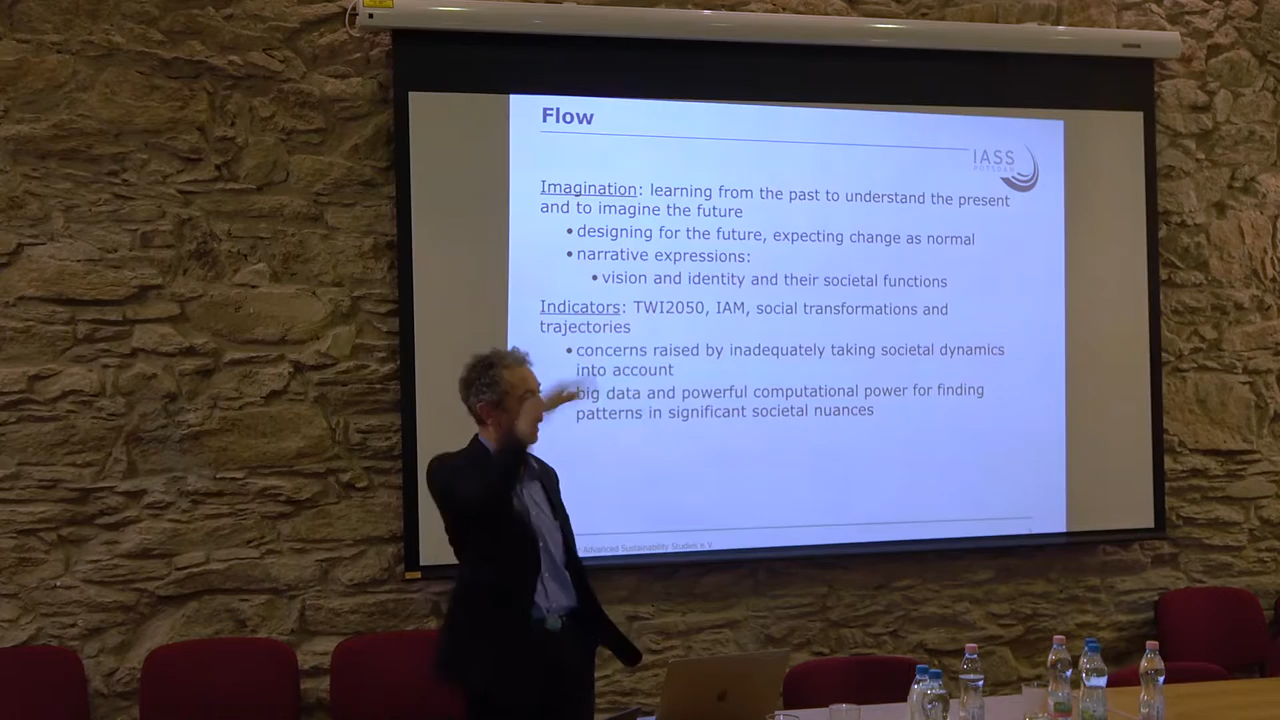 Flow
IASS
POTSDAM
Imagination: learning from the past to understand the present
and to imagine the future
•designing for the future, expecting change as normal
•narrative expressions:
•vision and identity and their societal functions
Indicators: TWI2050, IAM, social transformations and
trajectories
•concerns raised by inadequately taking societal dynamics
into account
big data and powerful computational power for finding
patterns in significant societal nuances
Advanced Sustainability Studies e.V.